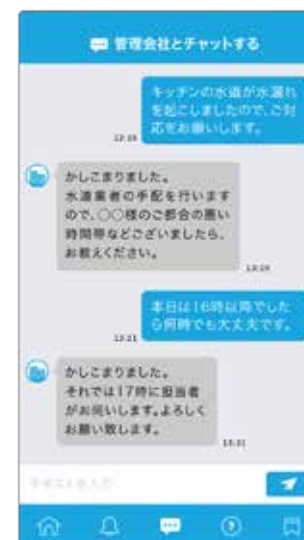 管理会社とチャットする
キッチンの水道が水漏れ
を起こしましたので、ご対
応をお願いします。
かしこまりました。
水道業者の手配を行います
ので、○○様のご都合の悪い
時間帯などございましたら、
お教えください。
本日は16時以降でした
ら何時でも大丈夫です。
13:21
かしこまりました。
それでは17時に担当者
がお伺いします。よろしく
お願い致します。